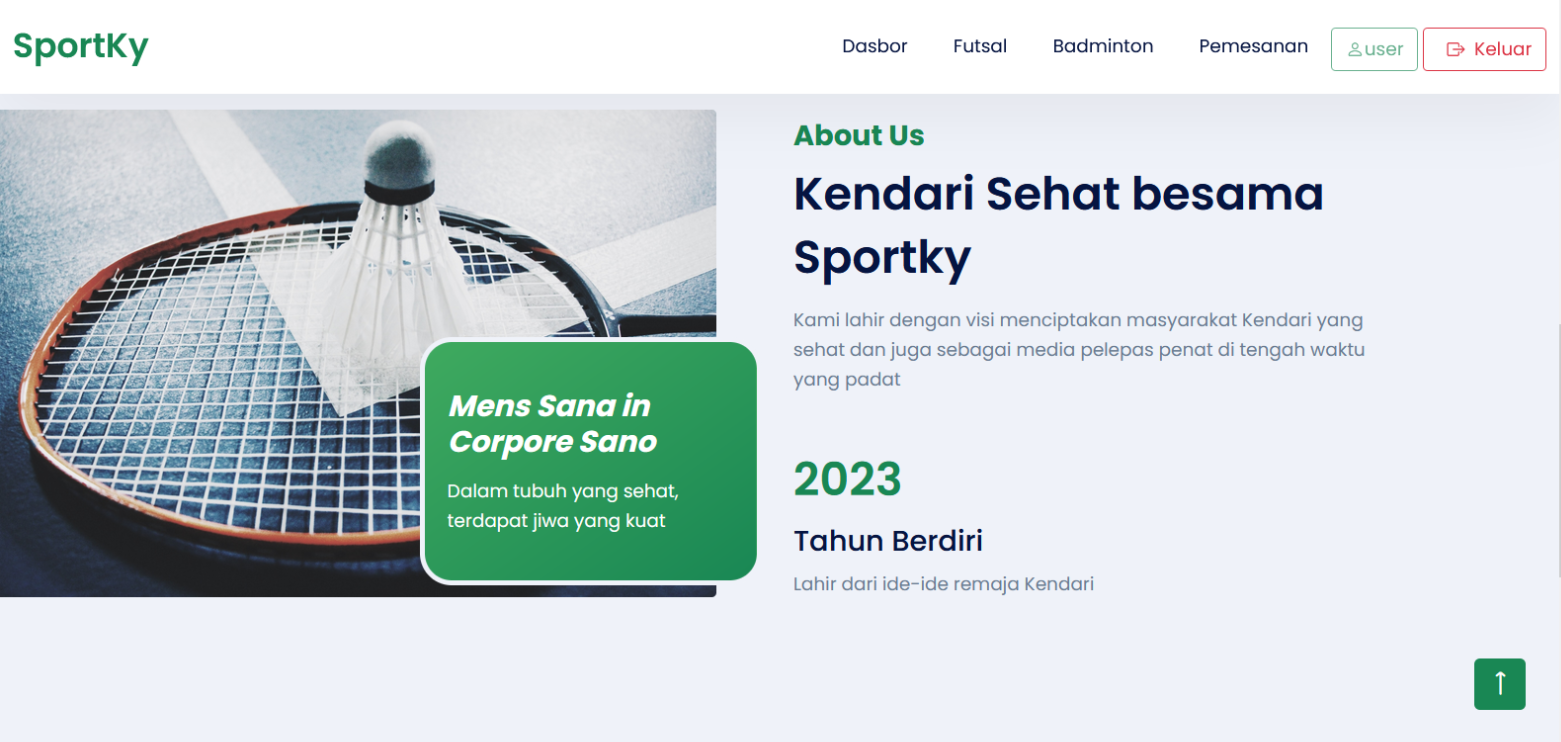 SportKy
Dasbor
Futsal
Badminton
Pemesanan
user
Keluar
Mens Sana in
Corpore Sano
Dalam tubuh yang sehat,
terdapat jiwa yang kuat
About Us
Kendari Sehat besama
Sportky
Kami lahir dengan visi menciptakan masyarakat Kendari yang
sehat dan juga sebagai media pelepas penat di tengah waktu
yang padat
2023
Tahun Berdiri
Lahir dari ide-ide remaja Kendari